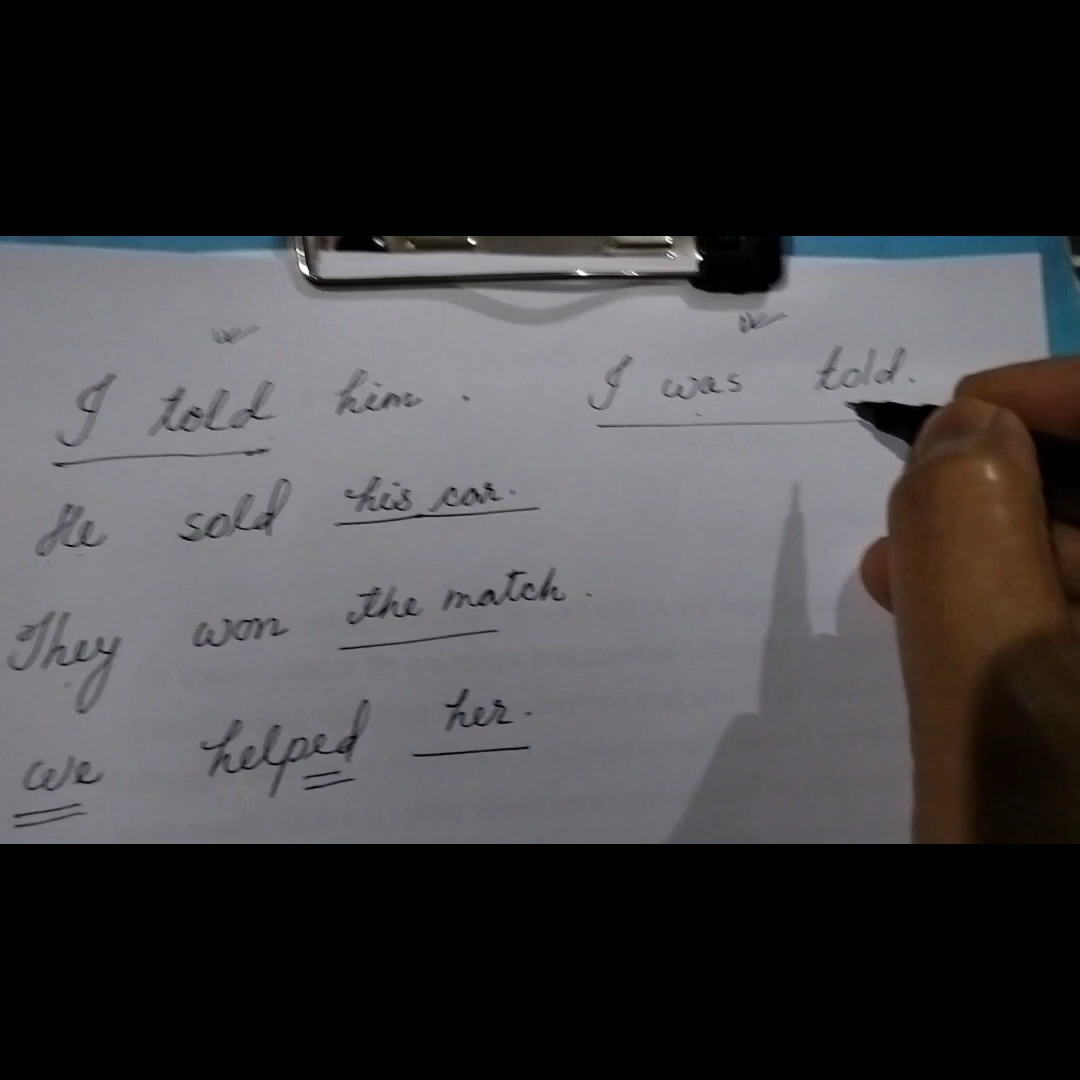 I told him. I was told.
He sold his car.
They won the match.
we helped her.